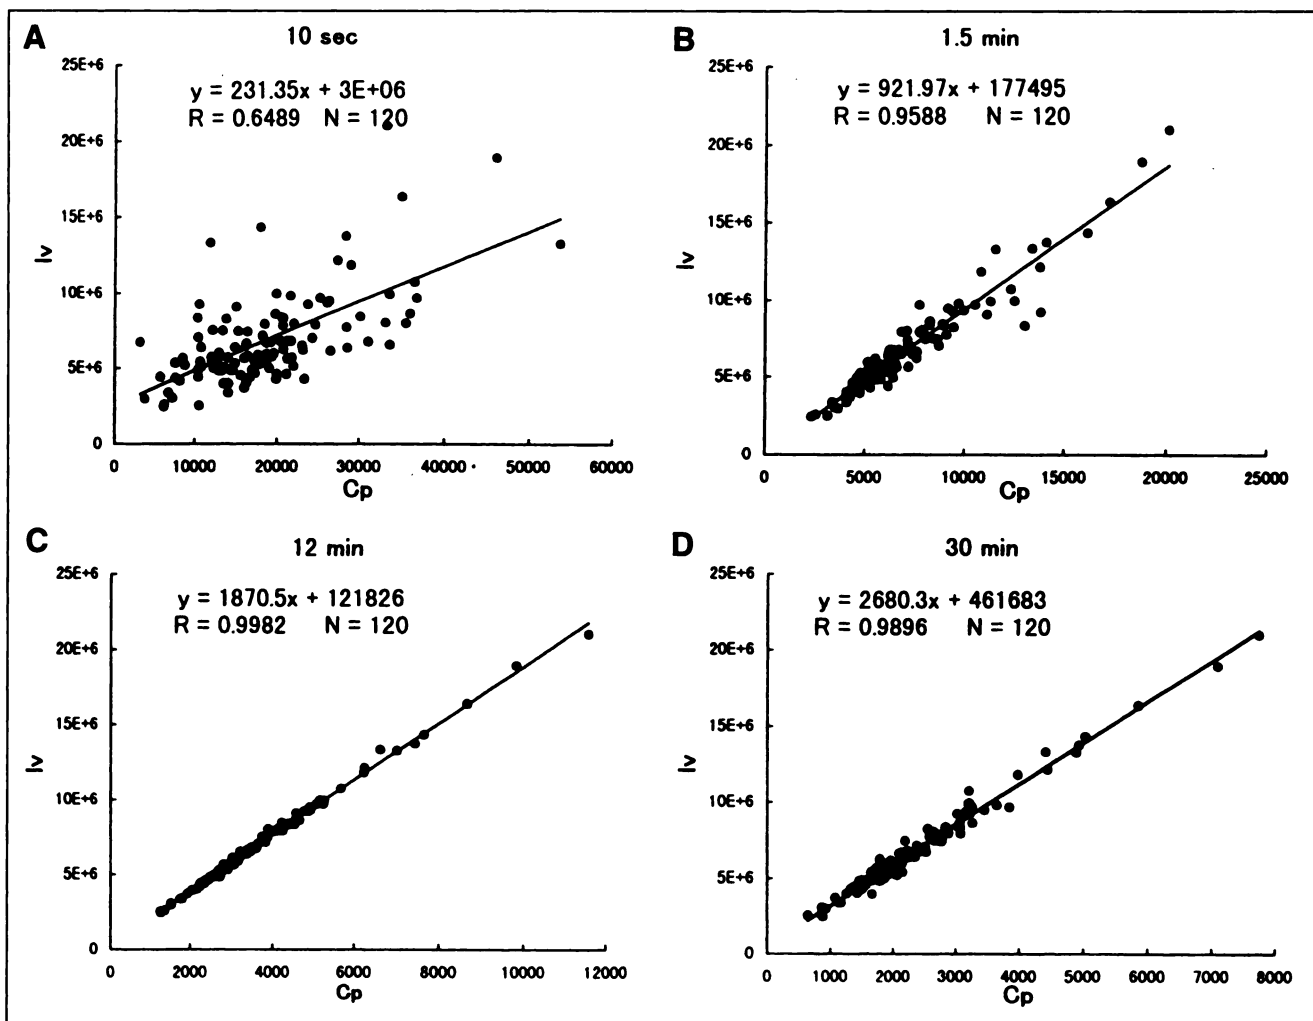 A
10 sec
y = 231.35x + 3E+06
R = 0.6489 N = 120
25E+6
20E+6
15E+6
10E+6
5E+6
0
Iv
0 10000 20000 30000 40000 50000 60000
Cp
B
1.5 min
y = 921.97x + 177495
R = 0.9588 N = 120
25E+6
20E+6
15E+6
10E+6
5E+6
0
Iv
0 5000 10000 15000 20000 25000
Cp
C
12 min
y = 1870.5x + 121826
R = 0.9982 N = 120
25E+6
20E+6
15E+6
10E+6
5E+6
0
Iv
0 2000 4000 6000 8000 10000 12000
Cp
D
30 min
y = 2680.3x + 461683
R = 0.9896 N = 120
25E+6
20E+6
15E+6
10E+6
5E+6
0
Iv
0 1000 2000 3000 4000 5000 6000 7000 8000
Cp